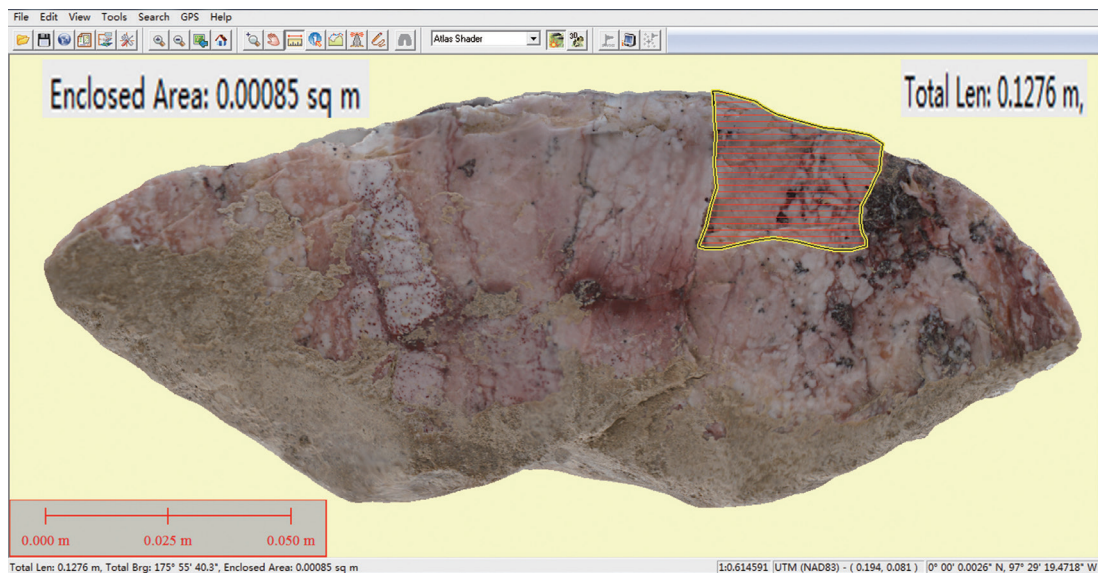 File Edit View Tools Search GPS Help
Atlas Shader
3D
Enclosed Area: 0.00085 sq m
Total Len: 0.1276 m,
0.000 m 0.025 m 0.050 m
Total Len: 0.1276 m, Total Brg: 175° 55' 40.3", Enclosed Area: 0.00085 sq m
1:0.614591 UTM (NAD83) - ( 0.194, 0.081 ) 0° 00' 0.0026" N, 97° 29' 19.4718" W